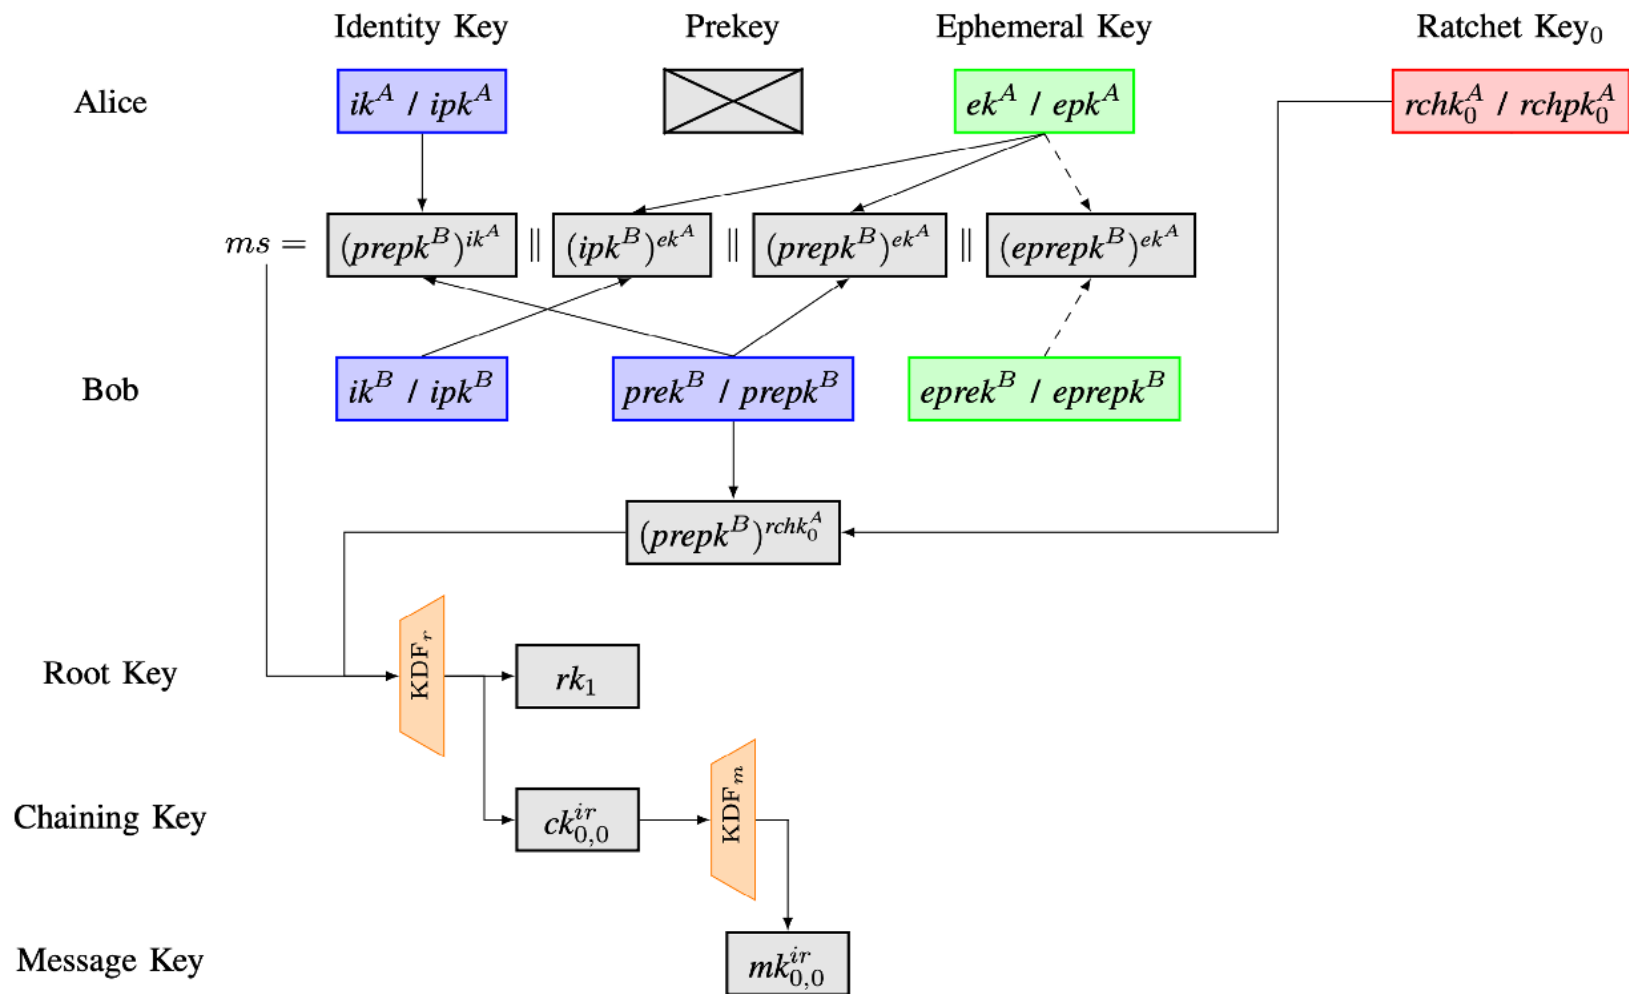 Identity Key Prekey Ephemeral Key Ratchet Key₀
Alice ik^A / ipk^A ek^A / epk^A rchk_0^A / rchpk_0^A
ms = (prepk^B)^{ik^A} || (ipk^B)^{ek^A} || (prepk^B)^{ek^A} || (eprepk^B)^{ek^A}
Bob ik^B / ipk^B prek^B / prepk^B eprek^B / eprepk^B
(prepk^B)^{rchk_0^A}
Root Key KDF_r rk_1
Chaining Key ck_{0,0}^{ir} KDF_m
Message Key mk_{0,0}^{ir}